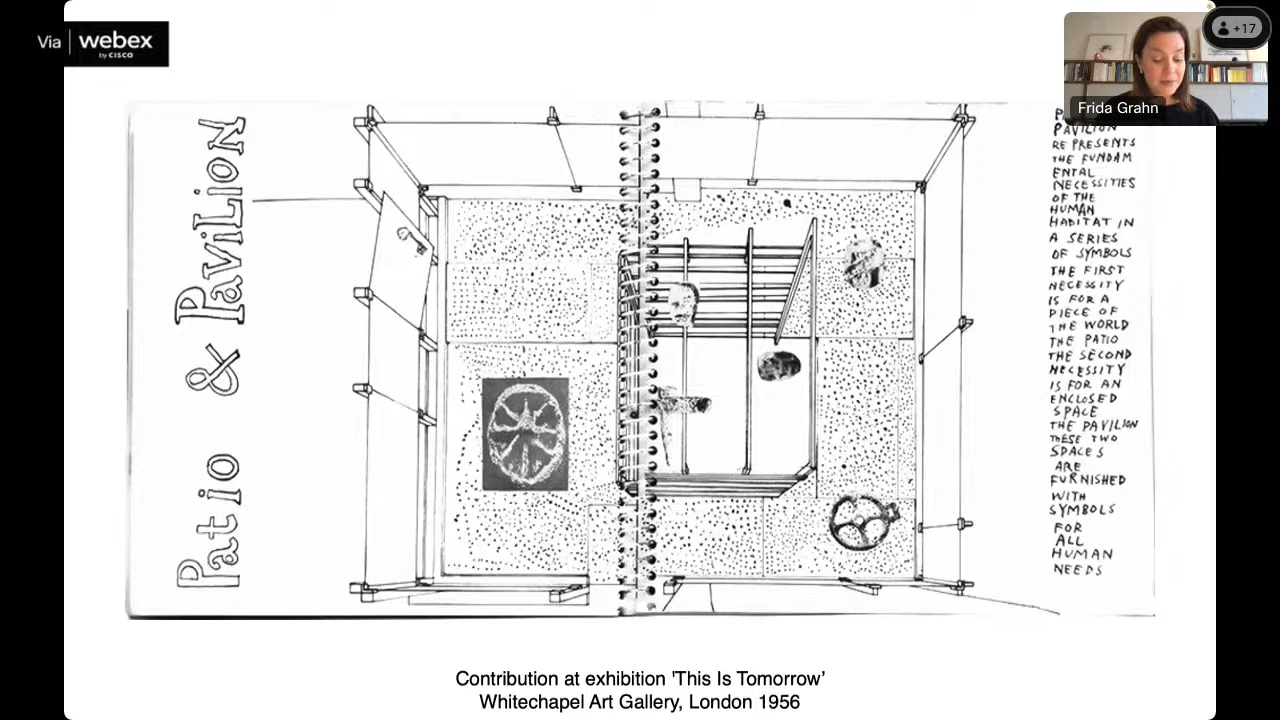 Via webex
by CISCO
+17
Frida Grahn
Patio & Pavilion
PAVILION
REPRESENTS
THE FUNDAM
ENTAL
NECESSITIES
OF THE
HUMAN
HABITAT IN
A SERIES
OF SYMBOLS
THE FIRST
NECESSITY
IS FOR A
PIECE OF
THE WORLD
THE PATIO
THE SECOND
NECESSITY
IS FOR AN
ENCLOSED
SPACE
THE PAVILION
THESE TWO
SPACES
ARE
FURNISHED
WITH
SYMBOLS
FOR
ALL
HUMAN
NEEDS
Contribution at exhibition 'This Is Tomorrow’
Whitechapel Art Gallery, London 1956